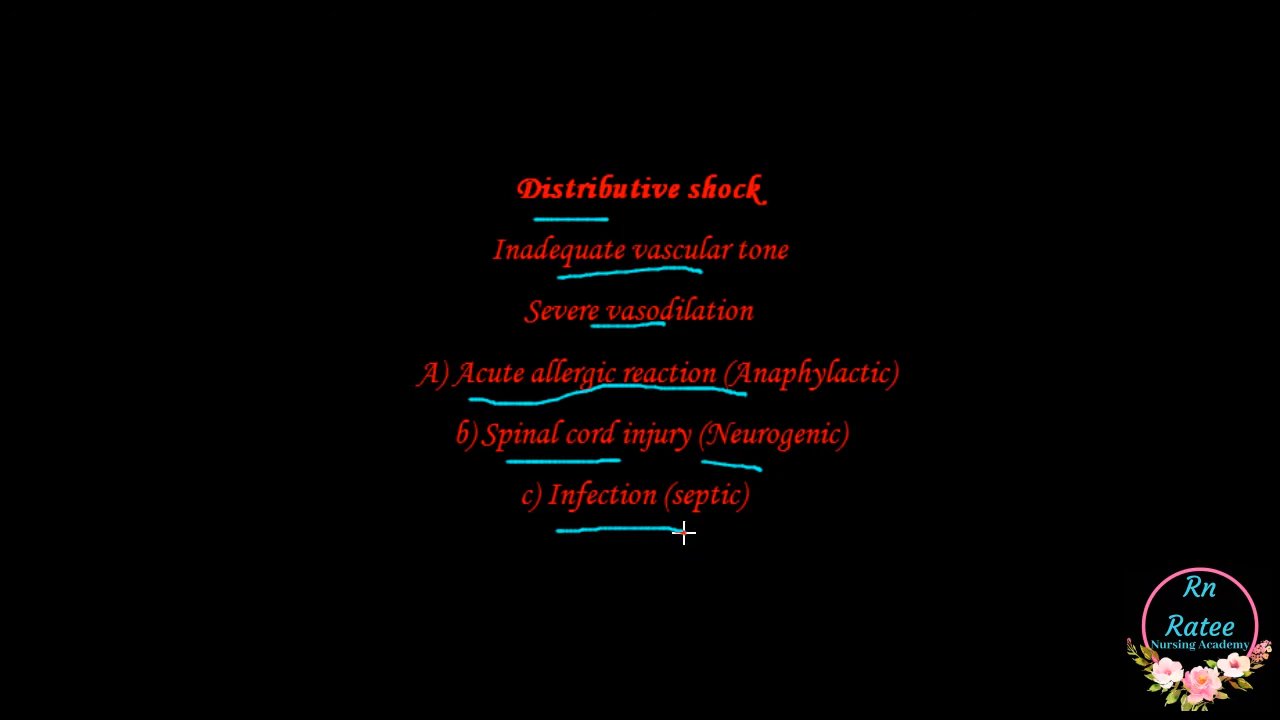 Distributive shock
Inadequate vascular tone
Severe vasodilation
A) Acute allergic reaction (Anaphylactic)
b) Spinal cord injury (Neurogenic)
c) Infection (septic)
Rn
Ratee
Nursing Academy